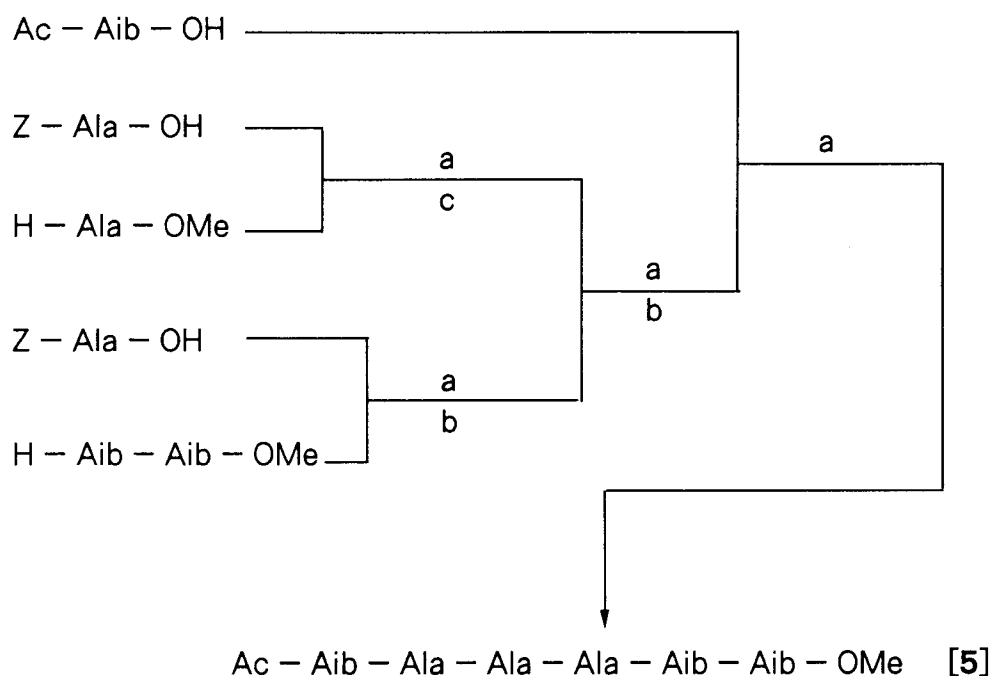 Ac – Aib – OH
a
Z – Ala – OH
a
c
H – Ala – OMe
a
b
Z – Ala – OH
a
b
H – Aib – Aib – OMe
Ac – Aib – Ala – Ala – Ala – Aib – Aib – OMe [5]